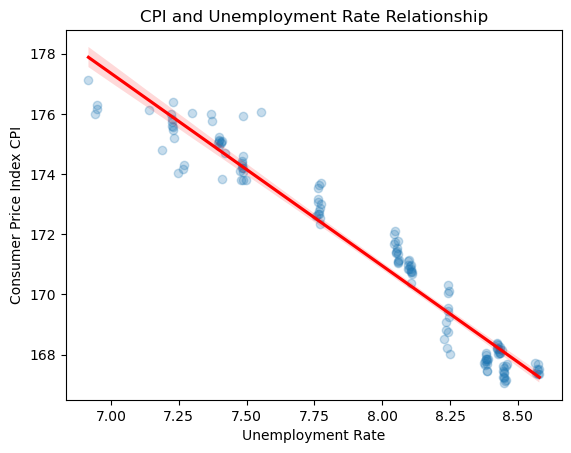 CPI and Unemployment Rate Relationship
Consumer Price Index CPI
178
176
174
172
170
168
7.00 7.25 7.50 7.75 8.00 8.25 8.50
Unemployment Rate